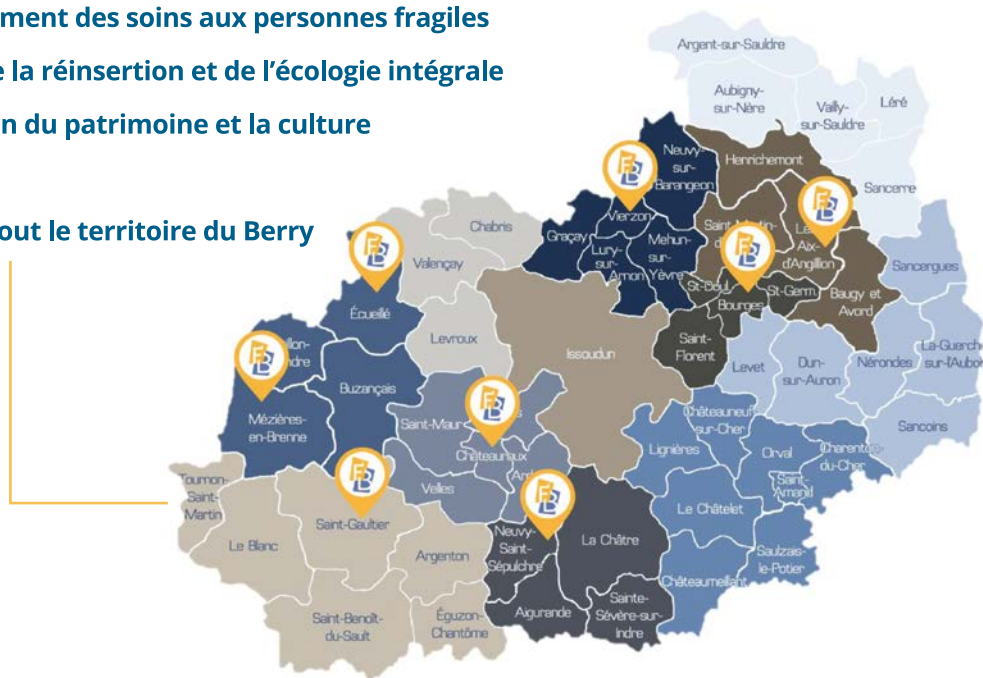 ment des soins aux personnes fragiles
la réinsertion et de l’écologie intégrale
n du patrimoine et la culture
out le territoire du Berry
Argent-sur-Sauldre
Aubigny-
sur-Nère
Vailly-
sur-Sauldre
Léré
Sancerre
Neuvy-
sur-
Barangeon
Henrichemont
Vierzon
Graçay
Lury-
sur-
Arnon
Mehun-
sur-
Yèvre
Aix-
d'Angillon
Sancergues
St-Doul.
Bourges
St-Germ.
Baugy et
Avord
Saint-
Florent
Chabris
Valençay
Écueillé
Levroux
Issoudun
Levet
Dun-
sur-Auron
Nérondes
La-Guerche
sur-l'Aubois
Sancoins
Buzançais
Mézières-
en-Brenne
Saint-Maur
Châteauroux
Velles
Châteauneuf
sur-Cher
Lignières
Orval
Charenton
du-Cher
Saint-
Amand
Le Châtelet
Saulzais-
le-Potier
Châteaumeillant
Tournon-
Saint-
Martin
Le Blanc
Saint-Gaultier
Argenton
Saint-Benoît-
du-Sault
Éguzon-
Chantôme
Neuvy-
Saint-
Sépulchre
La Châtre
Aigurande
Sainte-
Sévère-sur-
Indre